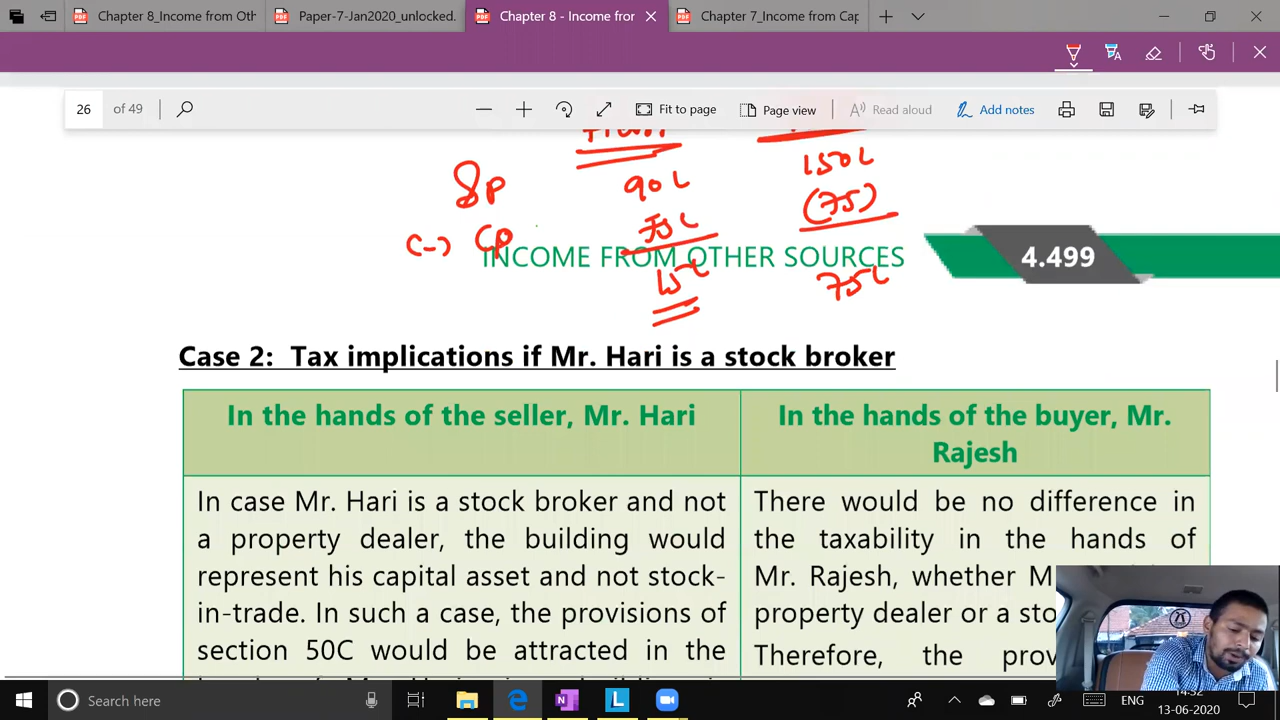 Chapter 8_Income from Oth
Paper-7-Jan2020_unlocked.
Chapter 8 - Income fror
Chapter 7_Income from Cap
26 of 49
Fit to page
Page view
Read aloud
Add notes
150L
Sp 90L (75)
(-) Cp 75L
INCOME FROM OTHER SOURCES 4.499
15L 75L
Case 2: Tax implications if Mr. Hari is a stock broker
In the hands of the seller, Mr. Hari
In the hands of the buyer, Mr.
Rajesh
In case Mr. Hari is a stock broker and not
a property dealer, the building would
represent his capital asset and not stock-
in-trade. In such a case, the provisions of
section 50C would be attracted in the
There would be no difference in
the taxability in the hands of
Mr. Rajesh, whether M
property dealer or a sto
Therefore, the prov
Search here
ENG
14:32
13-06-2020